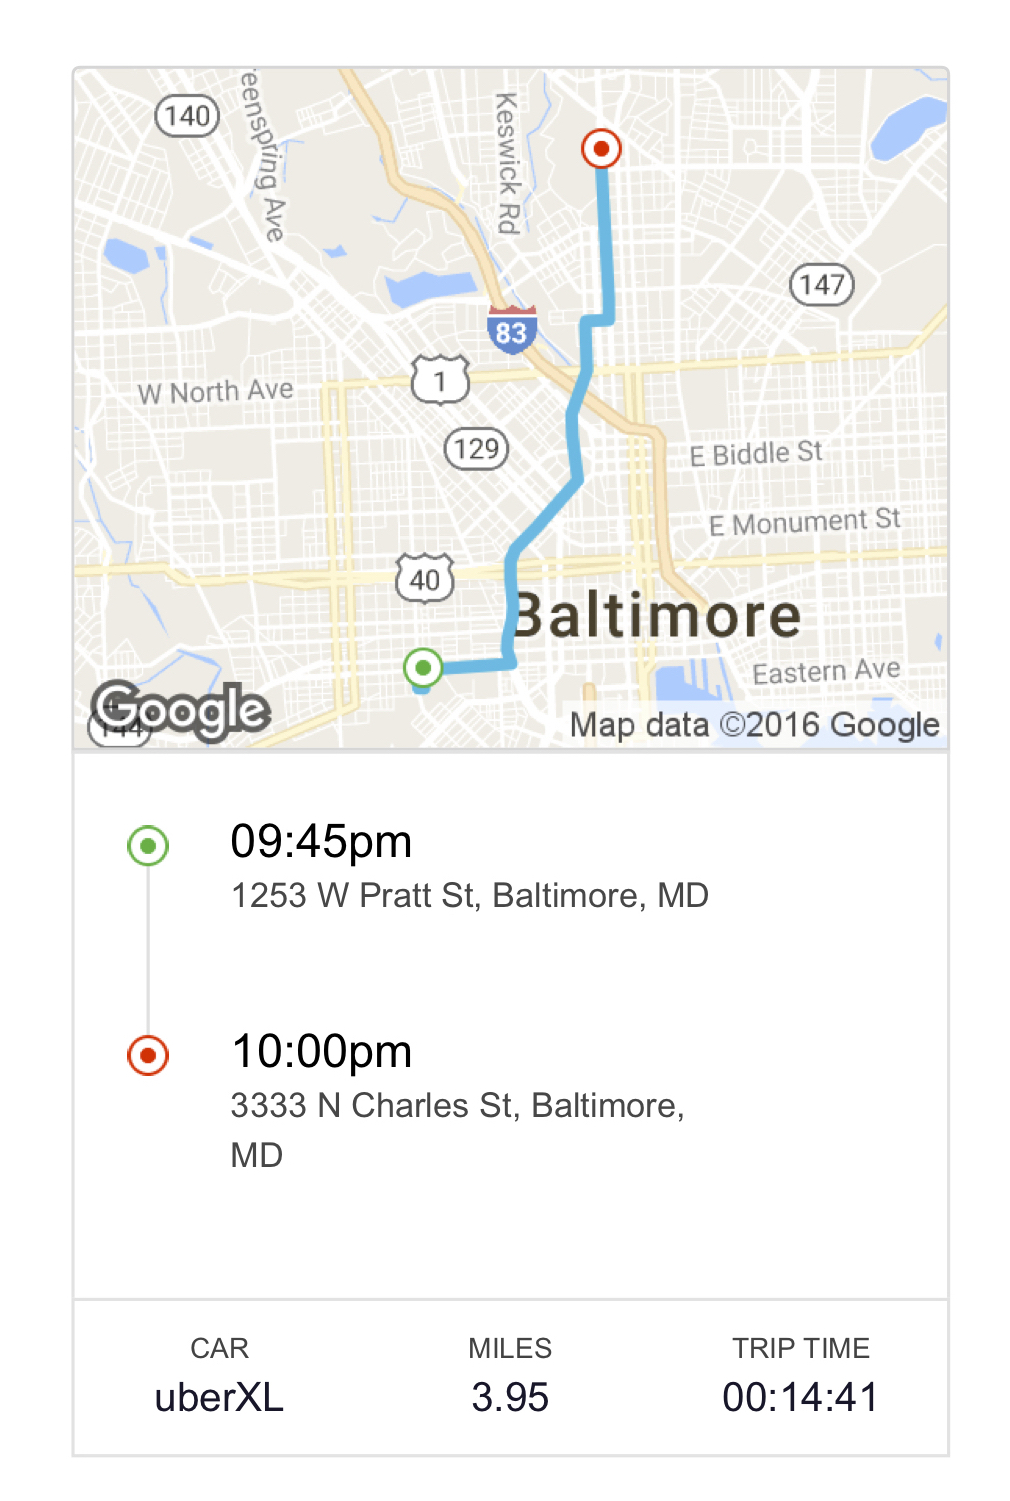 140
eenspring Ave
Keswick Rd
147
83
1
W North Ave
129
E Biddle St
E Monument St
40
Baltimore
Eastern Ave
144
Google
Map data ©2016 Google
09:45pm
1253 W Pratt St, Baltimore, MD
10:00pm
3333 N Charles St, Baltimore,
MD
CAR
MILES
TRIP TIME
uberXL
3.95
00:14:41